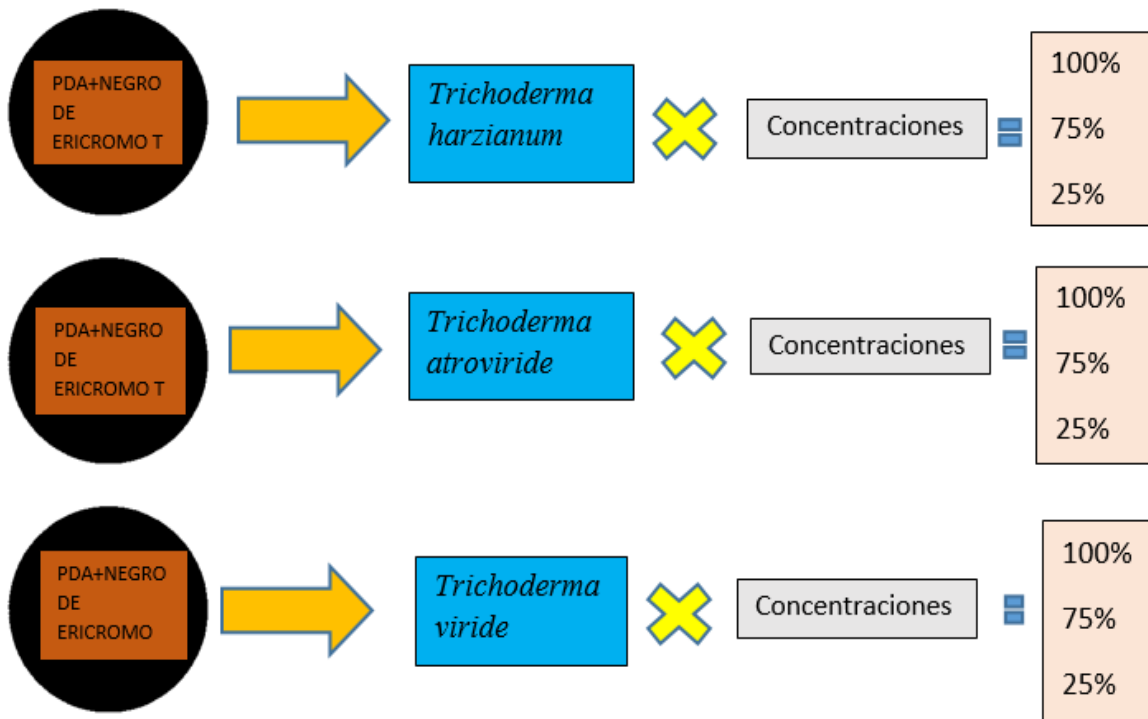 PDA+NEGRO
DE
ERICROMO T
Trichoderma
harzianum
Concentraciones
100%
75%
25%
PDA+NEGRO
DE
ERICROMO T
Trichoderma
atroviride
Concentraciones
100%
75%
25%
PDA+NEGRO
DE
ERICROMO
Trichoderma
viride
Concentraciones
100%
75%
25%